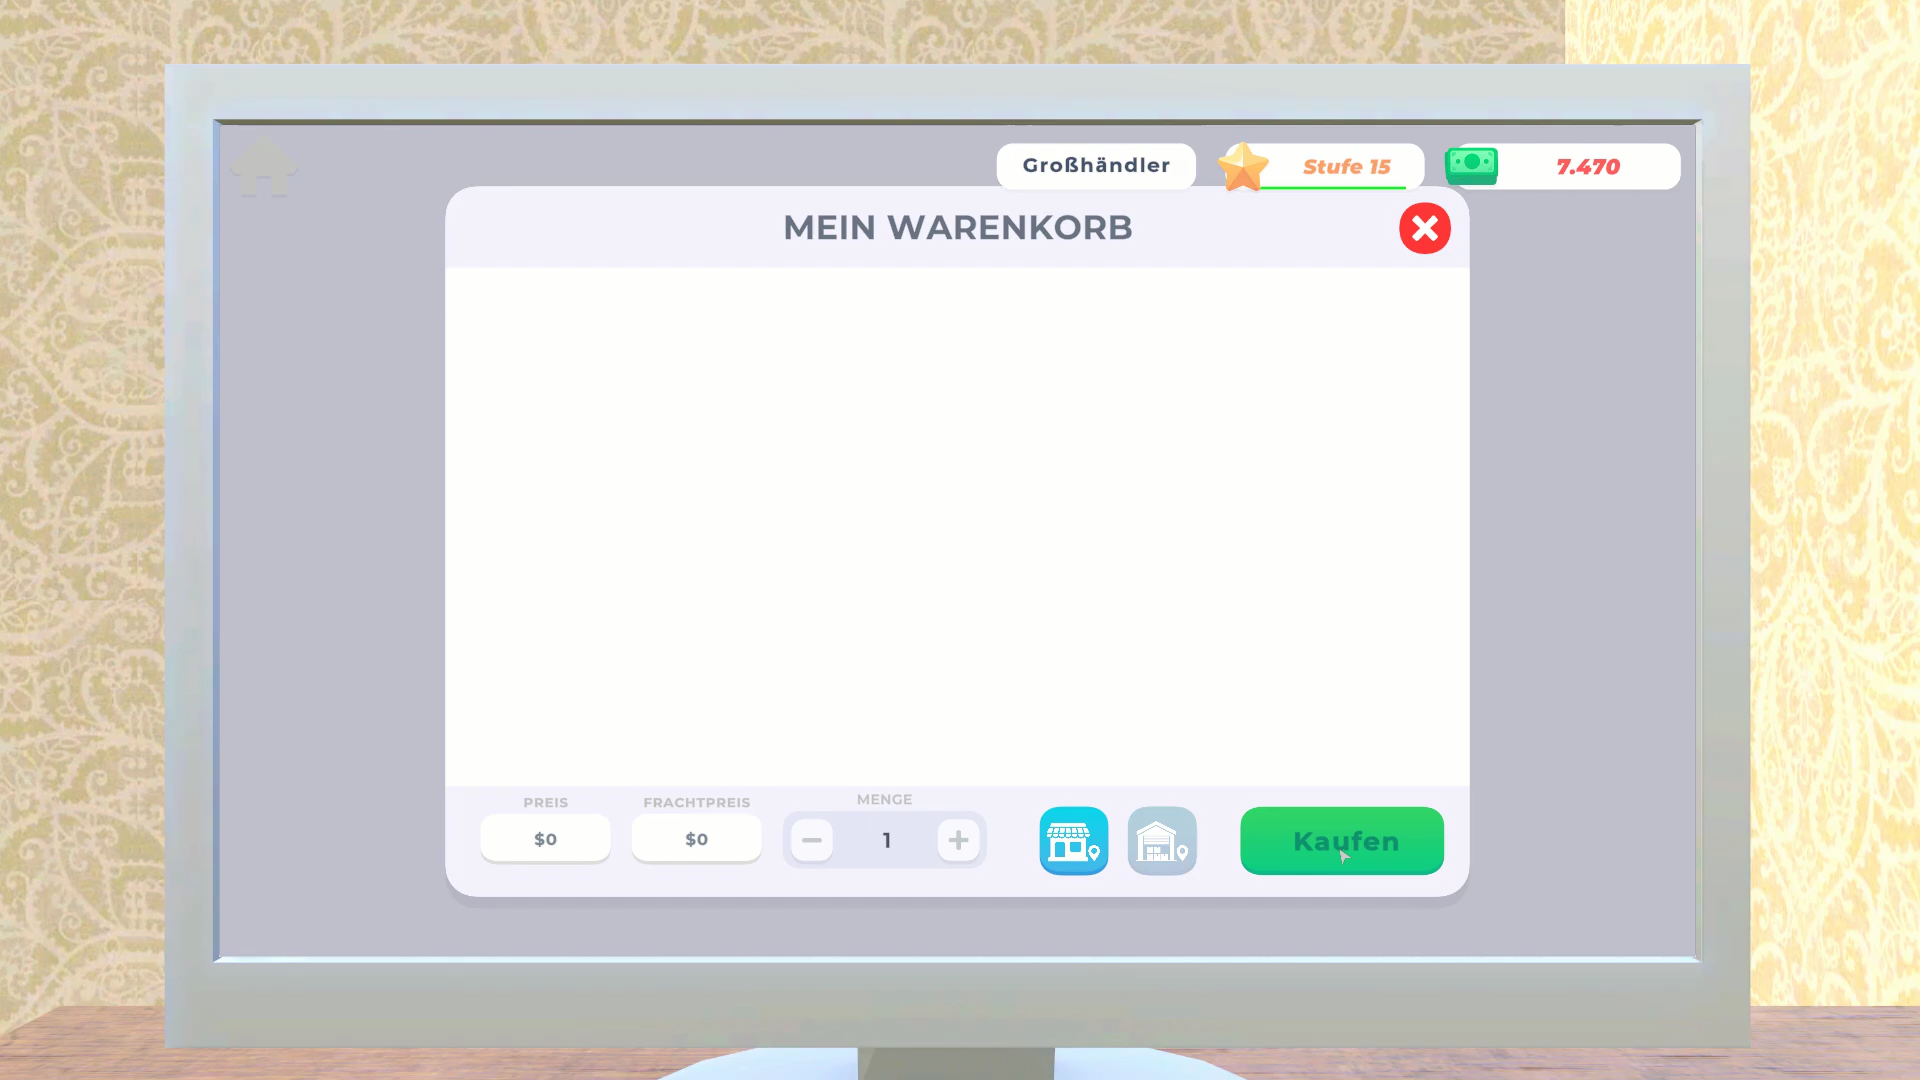 Großhändler
Stufe 15
7.470
MEIN WARENKORB
PREIS
FRACHTPREIS
MENGE
$0
$0
1
Kaufen